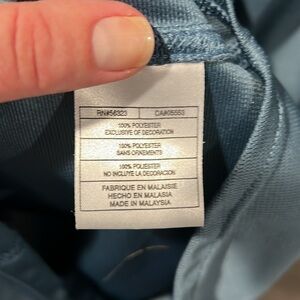 RN#56323 CA#05553
100% POLYESTER
EXCLUSIVE OF DECORATION
100% POLYESTER
SANS ORNEMENTS
100% POLIESTER
NO INCLUYE LA DECORACION
FABRIQUE EN MALAISIE
HECHO EN MALASIA
MADE IN MALAYSIA